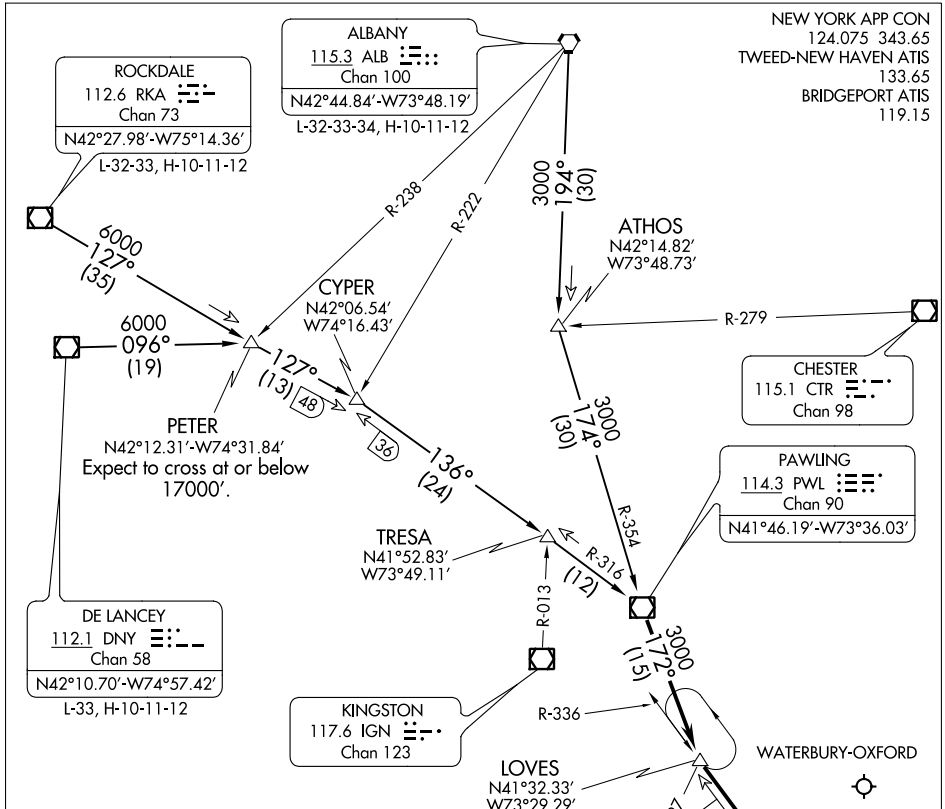 NEW YORK APP CON
124.075 343.65
TWEED-NEW HAVEN ATIS
133.65
BRIDGEPORT ATIS
119.15
ALBANY
115.3 ALB
Chan 100
N42°44.84'-W73°48.19'
L-32-33-34, H-10-11-12
ROCKDALE
112.6 RKA
Chan 73
N42°27.98'-W75°14.36'
L-32-33, H-10-11-12
R-238
R-222
3000
194°
(30)
ATHOS
N42°14.82'
W73°48.73'
6000
127°
(35)
CYPER
N42°06.54'
W74°16.43'
6000
096°
(19)
R-279
127°
(13)
48
36
CHESTER
115.1 CTR
Chan 98
PETER
N42°12.31'-W74°31.84'
Expect to cross at or below
17000'.
3000
174°
(30)
136°
(24)
PAWLING
114.3 PWL
Chan 90
N41°46.19'-W73°36.03'
TRESA
N41°52.83'
W73°49.11'
R-354
R-316
(12)
R-013
DE LANCEY
112.1 DNY
Chan 58
N42°10.70'-W74°57.42'
L-33, H-10-11-12
3000
172°
(15)
KINGSTON
117.6 IGN
Chan 123
R-336
WATERBURY-OXFORD
LOVES
N41°32.33'
W73°29.29'